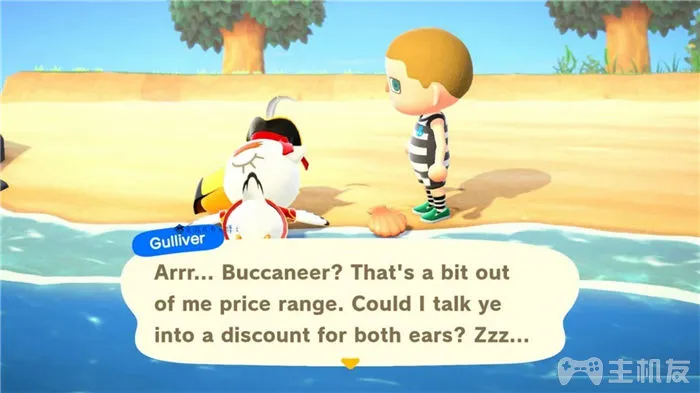 Gulliver
Arrr... Buccaneer? That's a bit out
of me price range. Could I talk ye
into a discount for both ears? Zzz...
主机友